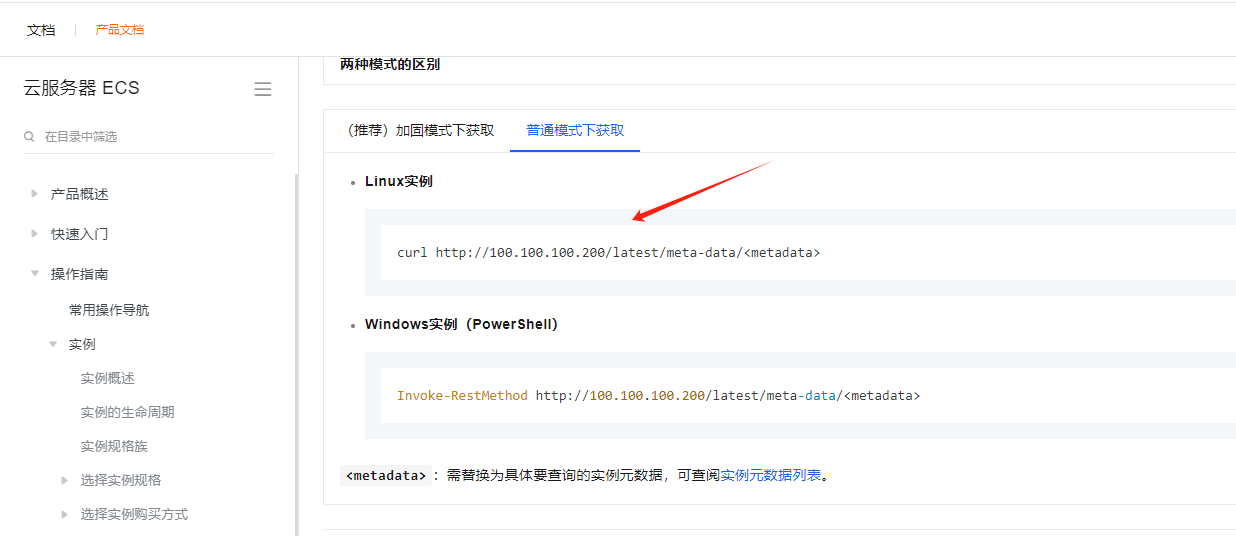 文档
产品文档
云服务器 ECS
在目录中筛选
产品概述
快速入门
操作指南
常用操作导航
实例
实例概述
实例的生命周期
实例规格族
选择实例规格
选择实例购买方式
两种模式的区别
（推荐）加固模式下获取 普通模式下获取
Linux实例
curl http://100.100.100.200/latest/meta-data/<metadata>
Windows实例（PowerShell）
Invoke-RestMethod http://100.100.100.200/latest/meta-data/<metadata>
<metadata>：需替换为具体要查询的实例元数据，可查阅实例元数据列表。